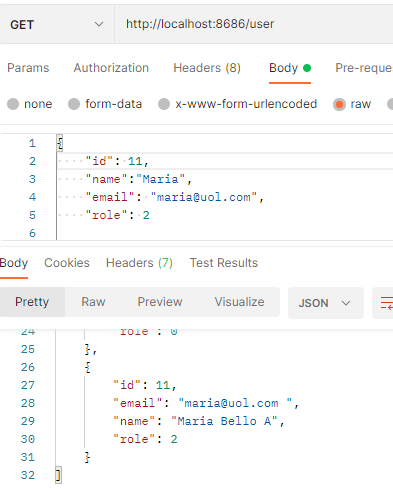 GET http://localhost:8686/user
Params Authorization Headers (8) Body Pre-reque
none form-data x-www-form-urlencoded raw
1 {
2 "id": 11,
3 "name":"Maria",
4 "email": "maria@uol.com",
5 "role": 2
6
Body Cookies Headers (7) Test Results
Pretty Raw Preview Visualize JSON
24 "role": 0
25 },
26 {
27 "id": 11,
28 "email": "maria@uol.com ",
29 "name": "Maria Bello A",
30 "role": 2
31 }
32 ]